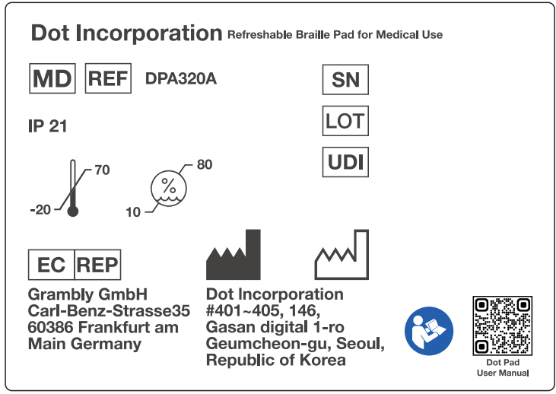 Dot Incorporation Refreshable Braille Pad for Medical Use
MD REF DPA320A
SN
IP 21
LOT
UDI
70
-20
%
80
10
EC REP
Grambly GmbH
Carl-Benz-Strasse35
60386 Frankfurt am
Main Germany
Dot Incorporation
#401~405, 146,
Gasan digital 1-ro
Geumcheon-gu, Seoul,
Republic of Korea
Dot Pad
User Manual